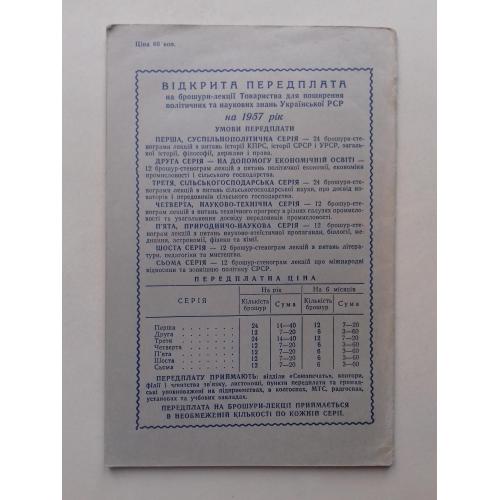 Ціна 60 коп.
ВІДКРИТА ПЕРЕДПЛАТА
на брошури-лекції Товариства для поширення
політичних та наукових знань Української РСР
на 1957 рік
УМОВИ ПЕРЕДПЛАТИ
ПЕРША, СУСПІЛЬНОПОЛІТИЧНА СЕРІЯ — 24 брошури-сте-
нограми лекцій з питань історії КПРС, історії СРСР і УРСР, загаль-
ної історії, філософії, держави і права.
ДРУГА СЕРІЯ — НА ДОПОМОГУ ЕКОНОМІЧНІЙ ОСВІТІ —
12 брошур-стенограм лекцій з питань політичної економії, економіки
промисловості і сільського господарства.
ТРЕТЯ, СІЛЬСЬКОГОСПОДАРСЬКА СЕРІЯ — 24 брошури-сте-
нограми лекцій з питань сільськогосподарської науки, про досвід но-
ваторів і передовиків сільського господарства.
ЧЕТВЕРТА, НАУКОВО-ТЕХНІЧНА СЕРІЯ — 12 брошур-сте-
нограм лекцій з питань технічного прогресу в різних галузях промисло-
вості та узагальнення досвіду передовиків промисловості.
П'ЯТА, ПРИРОДНИЧО-НАУКОВА СЕРІЯ — 12 брошур-стено-
грам лекцій з питань науково-атеїстичної пропаганди, біології, ме-
дицини, астрономії, фізики та хімії.
ШОСТА СЕРІЯ — 12 брошур-стенограм лекцій з питань літера-
тури, педагогіки та мистецтва.
СЬОМА СЕРІЯ — 12 брошур-стенограм лекцій про міжнародні
відносини та зовнішню політику СРСР.
ПЕРЕДПЛАТНА ЦІНА
СЕРІЯ На рік На 6 місяців
Кількість брошур Сума Кількість брошур Сума
Перша 24 14—40 12 7—20
Друга 12 7—20 6 3—60
Третя 24 14—40 12 7—20
Четверта 12 7—20 6 3—60
П'ята 12 7—20 6 3—60
Шоста 12 7—20 6 3—60
Сьома 12 7—20 6 3—60
ПЕРЕДПЛАТУ ПРИЙМАЮТЬ: відділи «Союзпечать», контори,
філії і агентства зв'язку, листоноші, пункти передплати та громад-
ські уповноважені на підприємствах, в колгоспах, МТС, радгоспах,
установах та учбових закладах.
ПЕРЕДПЛАТА НА БРОШУРИ-ЛЕКЦІЇ ПРИЙМАЄТЬСЯ
В НЕОБМЕЖЕНІЙ КІЛЬКОСТІ ПО КОЖНІЙ СЕРІЇ.